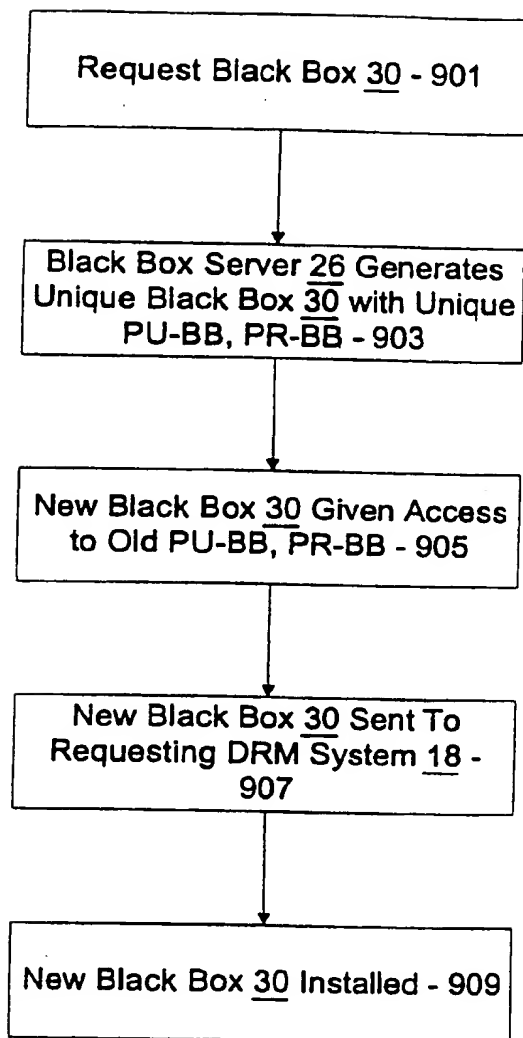 Request Black Box 30 - 901
Black Box Server 26 Generates
Unique Black Box 30 with Unique
PU-BB, PR-BB - 903
New Black Box 30 Given Access
to Old PU-BB, PR-BB - 905
New Black Box 30 Sent To
Requesting DRM System 18 -
907
New Black Box 30 Installed - 909